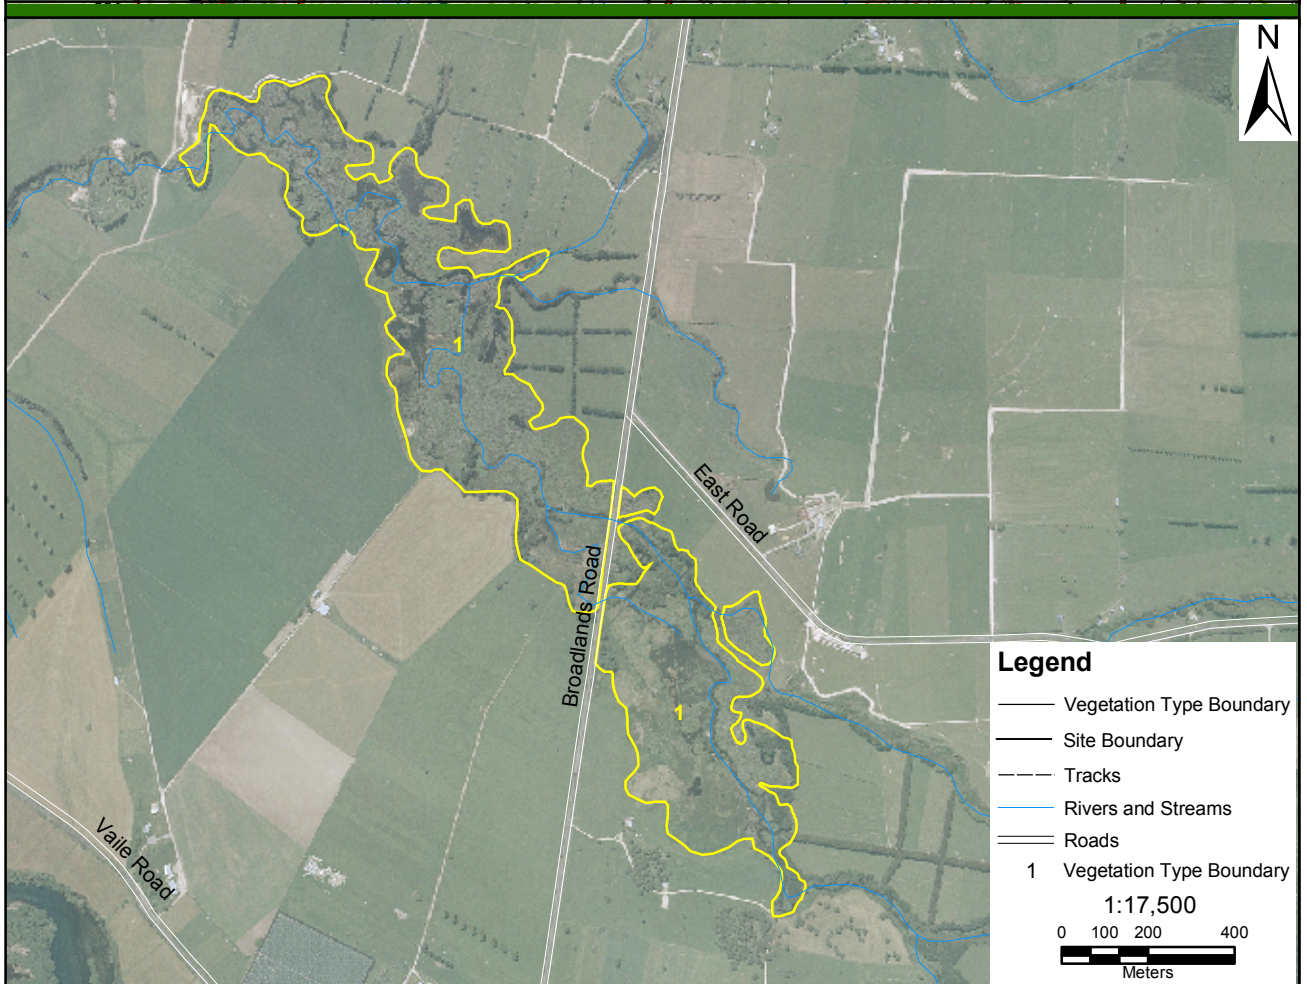 N
1
East Road
Broadlands Road
1
Vaile Road
Legend
Vegetation Type Boundary
Site Boundary
Tracks
Rivers and Streams
Roads
1 Vegetation Type Boundary
1:17,500
0 100 200 400
Meters